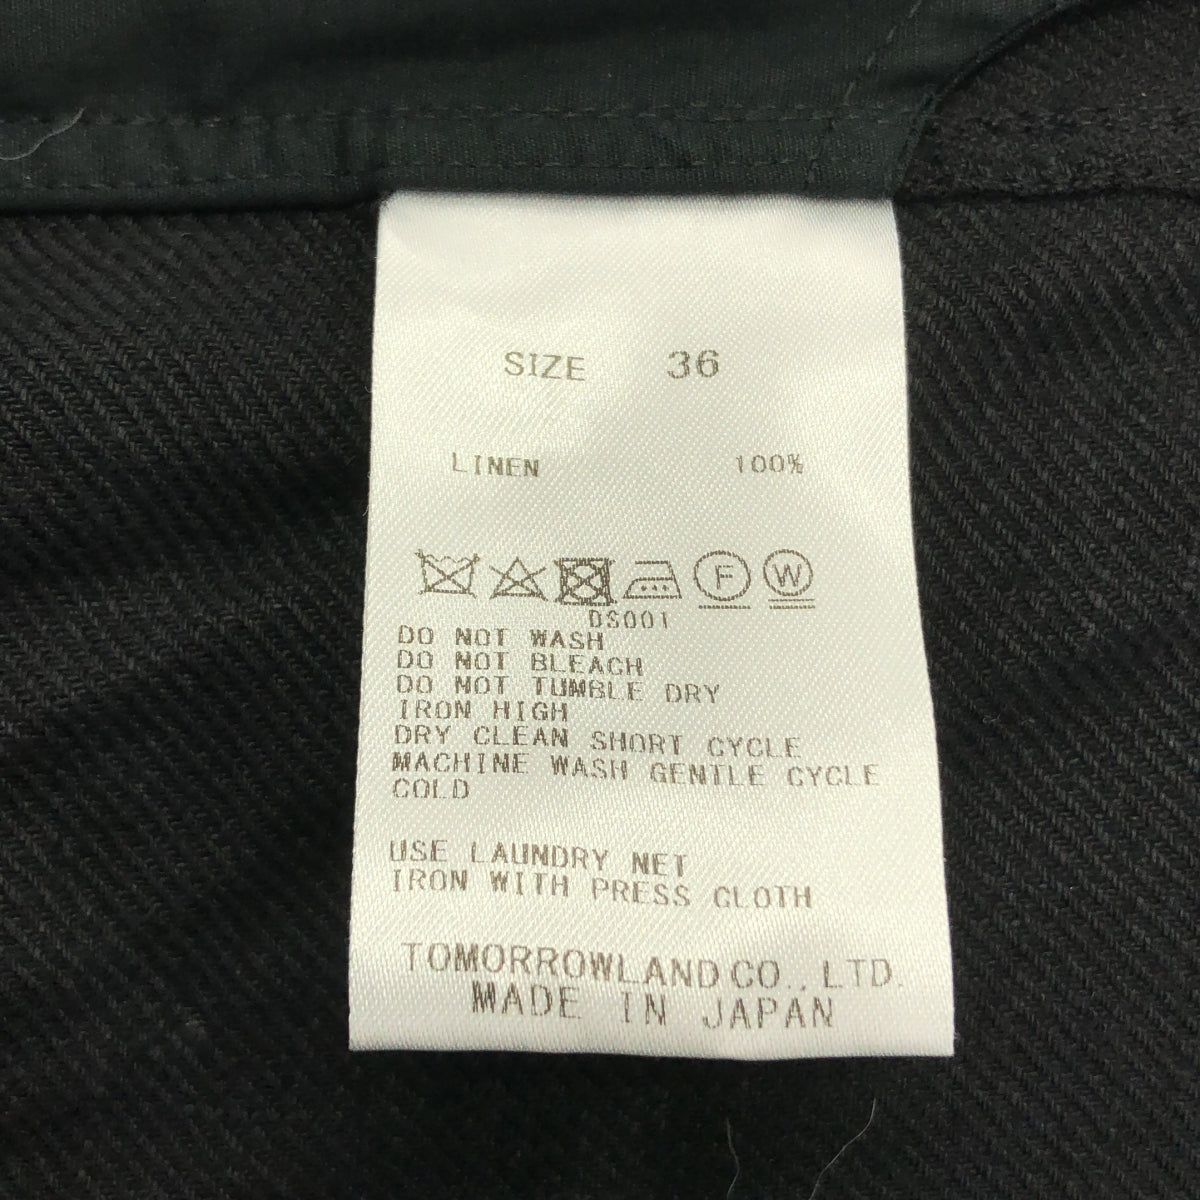 SIZE 36
LINEN 100%
F W
DS001
DO NOT WASH
DO NOT BLEACH
DO NOT TUMBLE DRY
IRON HIGH
DRY CLEAN SHORT CYCLE
MACHINE WASH GENTLE CYCLE
COLD
USE LAUNDRY NET
IRON WITH PRESS CLOTH
TOMORROWLAND CO., LTD.
MADE IN JAPAN